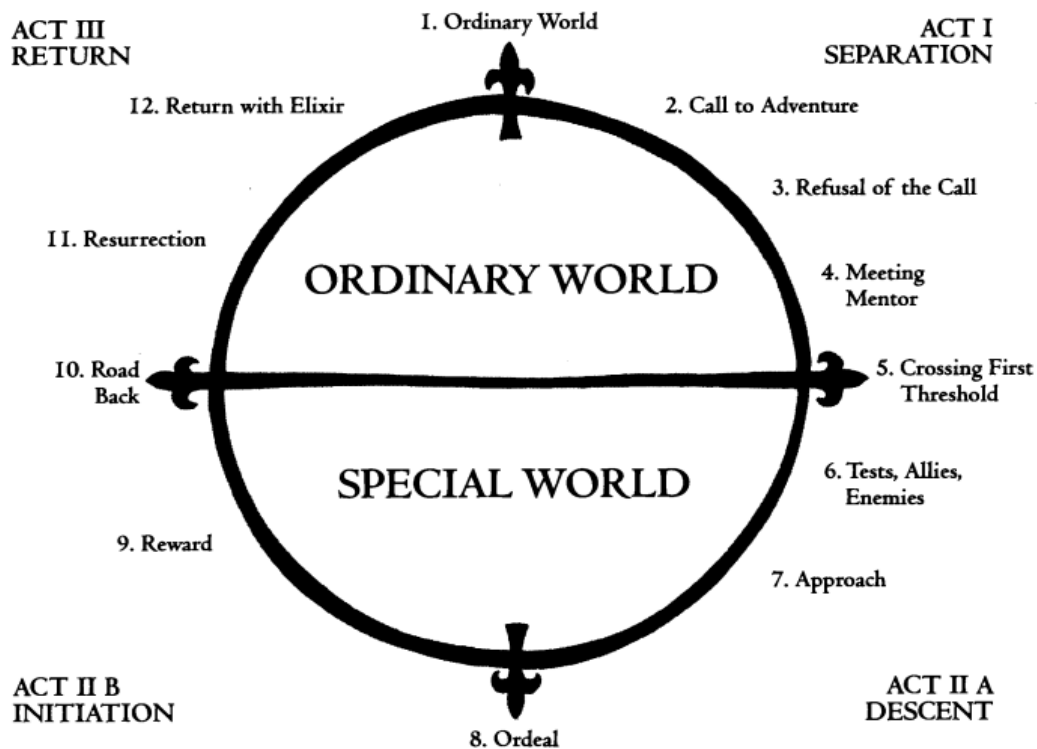 ACT III
RETURN
1. Ordinary World
ACT I
SEPARATION
12. Return with Elixir
2. Call to Adventure
3. Refusal of the Call
11. Resurrection
ORDINARY WORLD
4. Meeting
Mentor
10. Road
Back
5. Crossing First
Threshold
SPECIAL WORLD
6. Tests, Allies,
Enemies
9. Reward
7. Approach
ACT II B
INITIATION
ACT II A
DESCENT
8. Ordeal